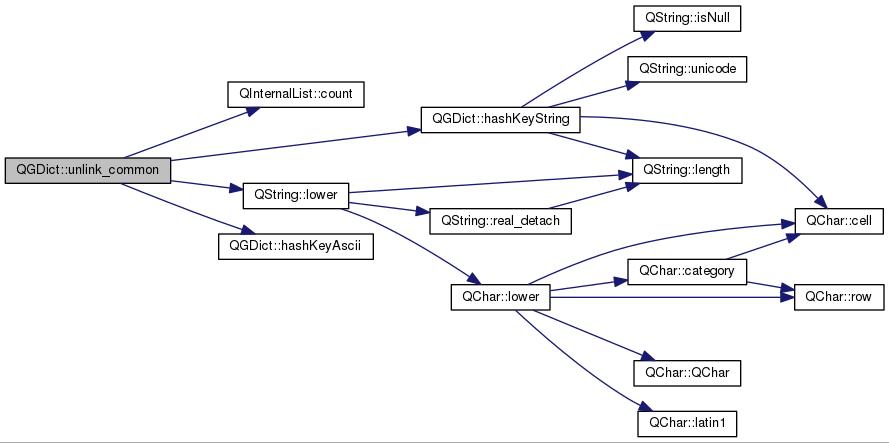 QString::isNull
QString::unicode
QInternalList::count
QGDict::hashKeyString
QGDict::unlink_common
QString::length
QString::lower
QString::real_detach
QChar::cell
QGDict::hashKeyAscii
QChar::category
QChar::lower
QChar::row
QChar::QChar
QChar::latin1